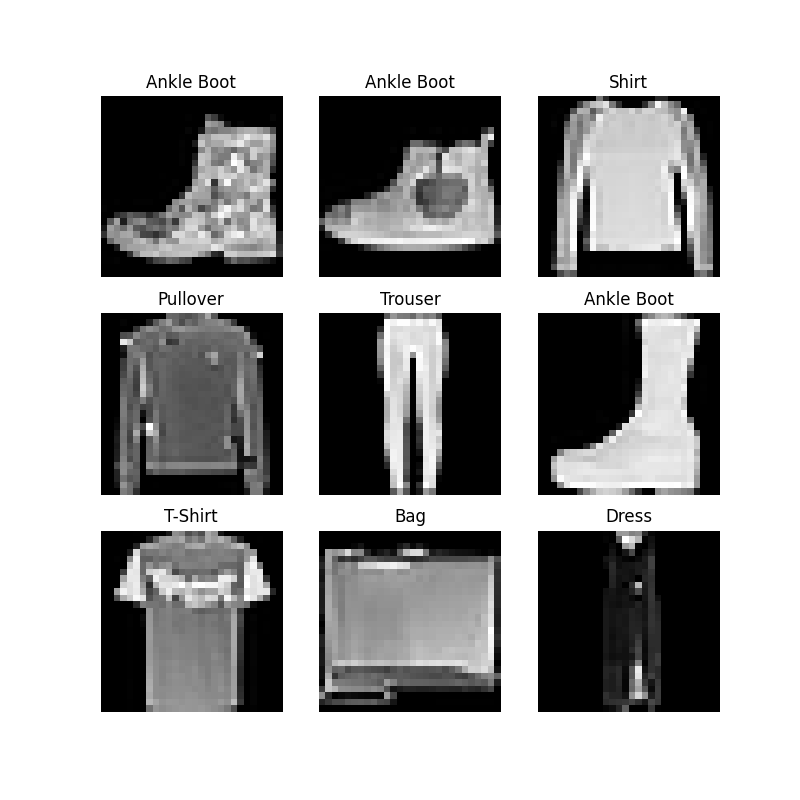 Ankle Boot
Ankle Boot
Shirt
Pullover
Trouser
Ankle Boot
T-Shirt
Bag
Dress